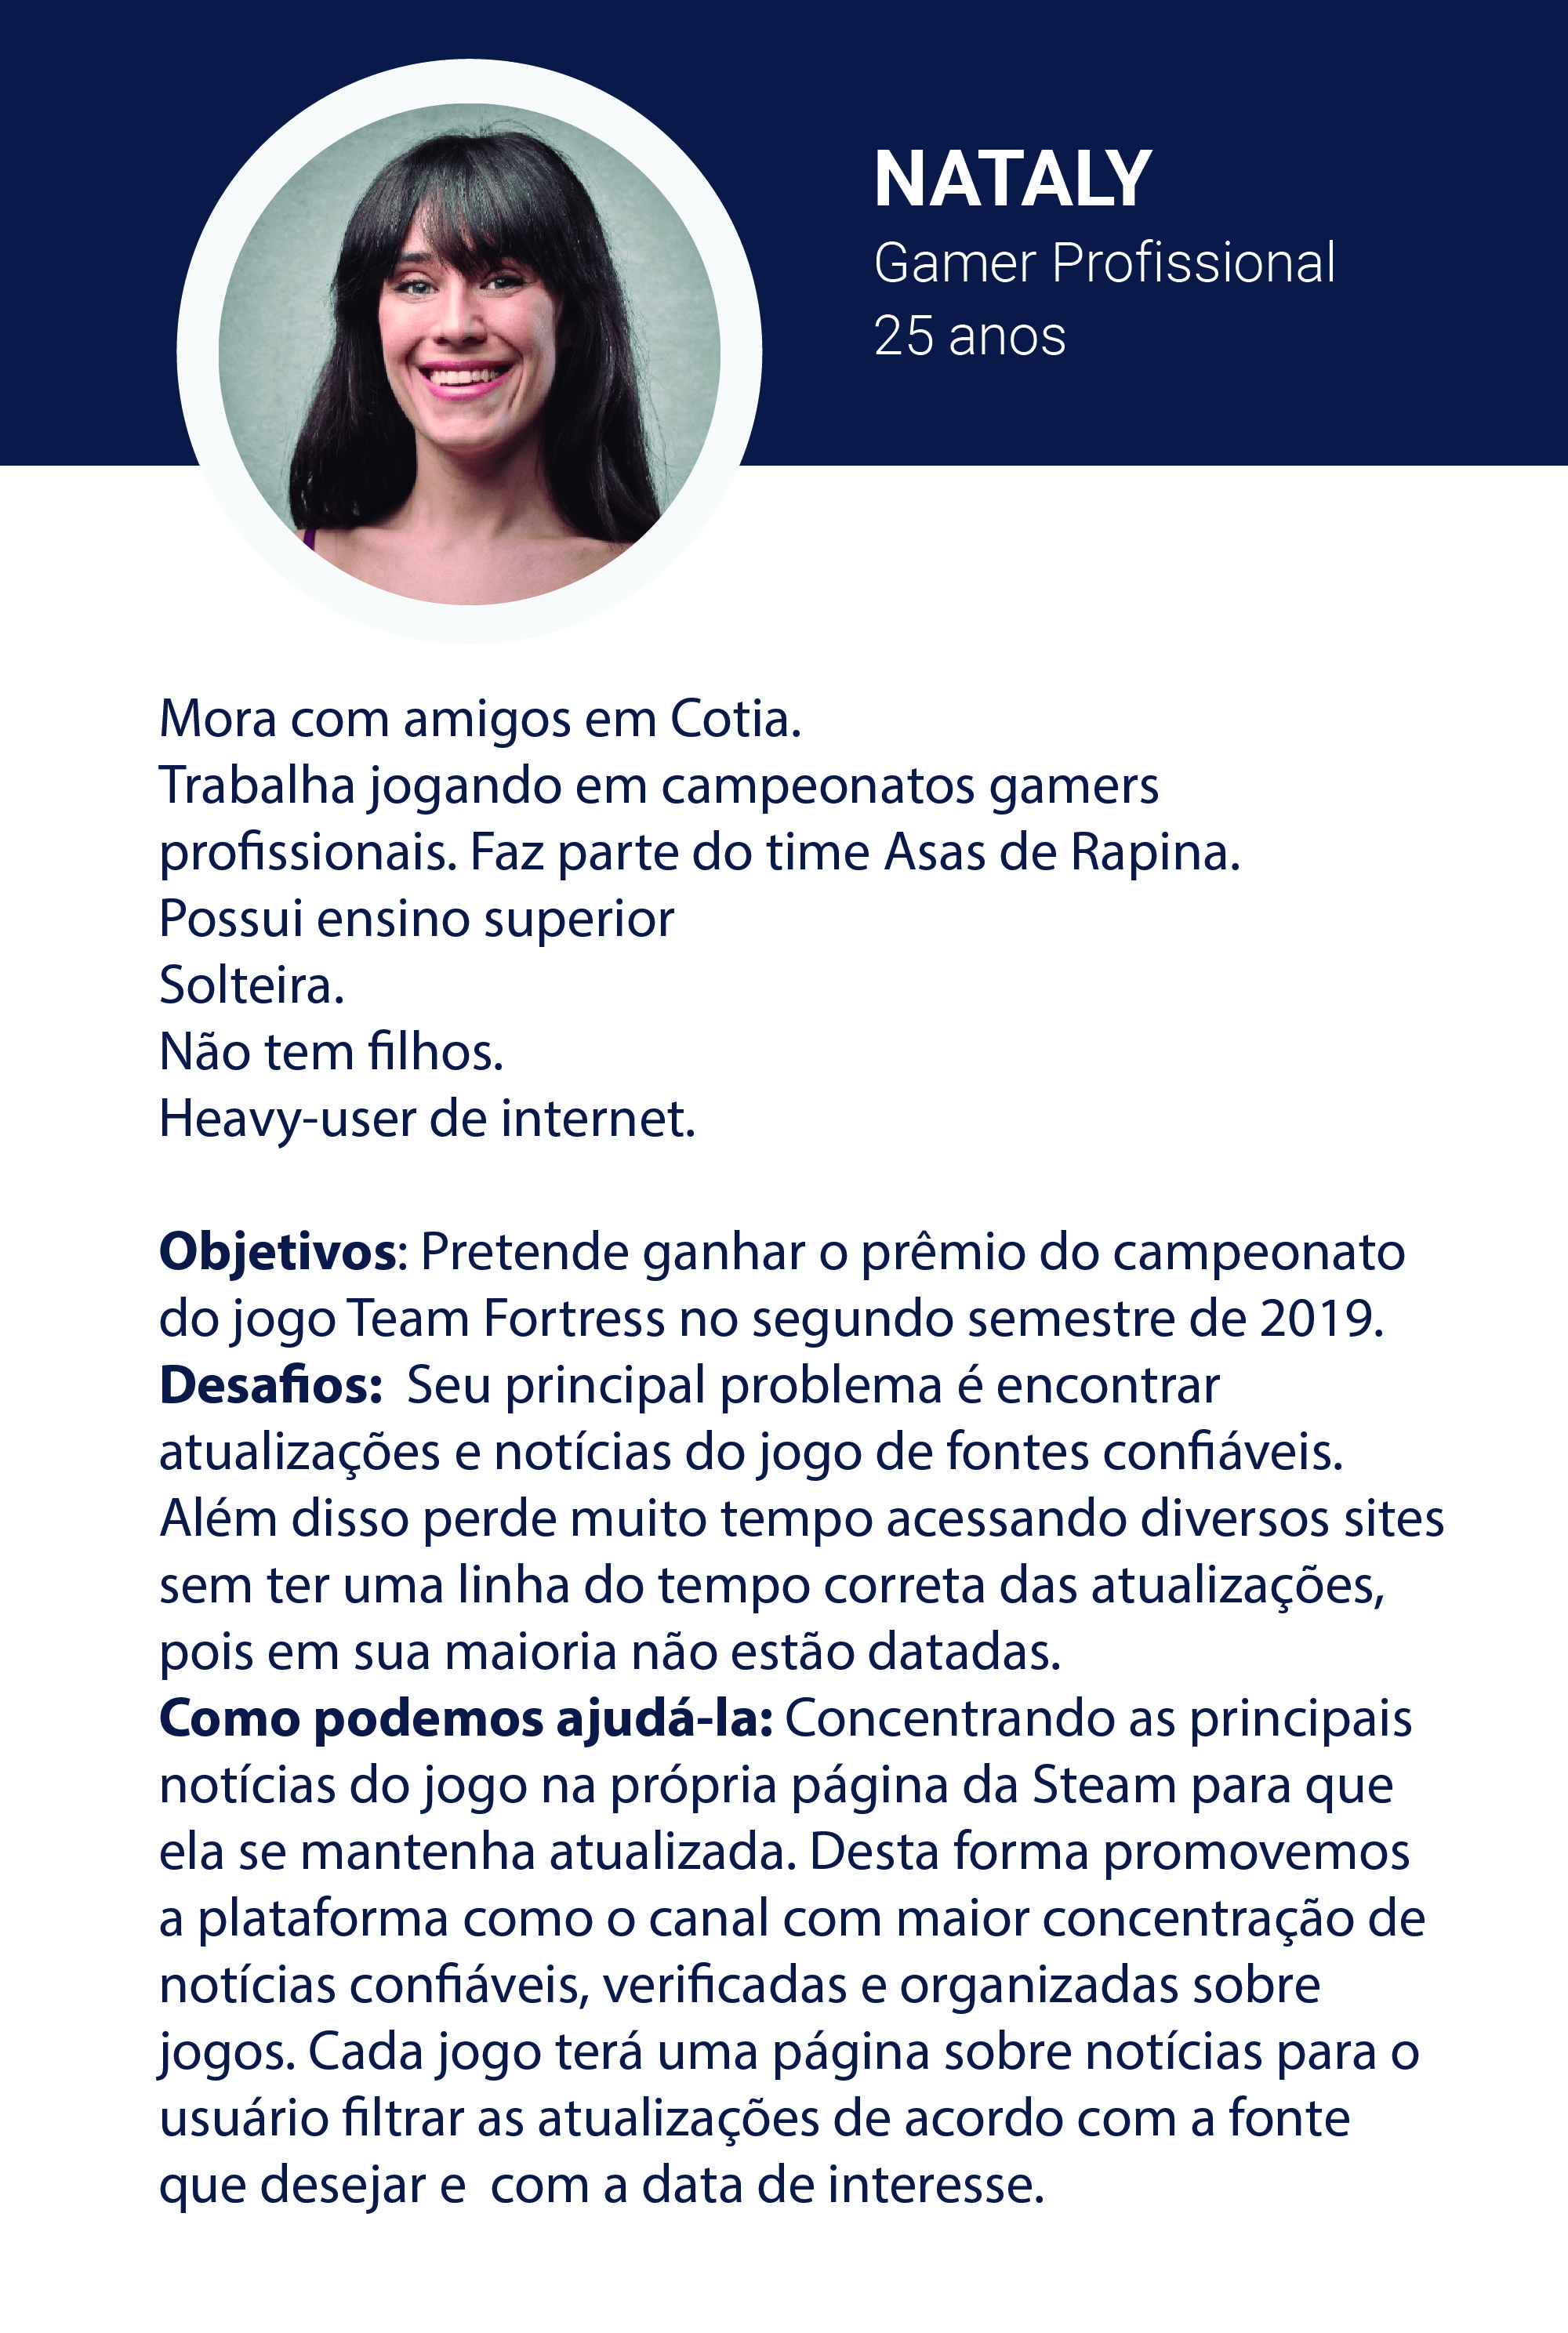 NATALY
Gamer Profissional
25 anos
Mora com amigos em Cotia.
Trabalha jogando em campeonatos gamers
profissionais. Faz parte do time Asas de Rapina.
Possui ensino superior
Solteira.
Não tem filhos.
Heavy-user de internet.
Objetivos: Pretende ganhar o prêmio do campeonato
do jogo Team Fortress no segundo semestre de 2019.
Desafios:  Seu principal problema é encontrar
atualizações e notícias do jogo de fontes confiáveis.
Além disso perde muito tempo acessando diversos sites
sem ter uma linha do tempo correta das atualizações,
pois em sua maioria não estão datadas.
Como podemos ajudá-la: Concentrando as principais
notícias do jogo na própria página da Steam para que
ela se mantenha atualizada. Desta forma promovemos
a plataforma como o canal com maior concentração de
notícias confiáveis, verificadas e organizadas sobre
jogos. Cada jogo terá uma página sobre notícias para o
usuário filtrar as atualizações de acordo com a fonte
que desejar e  com a data de interesse.